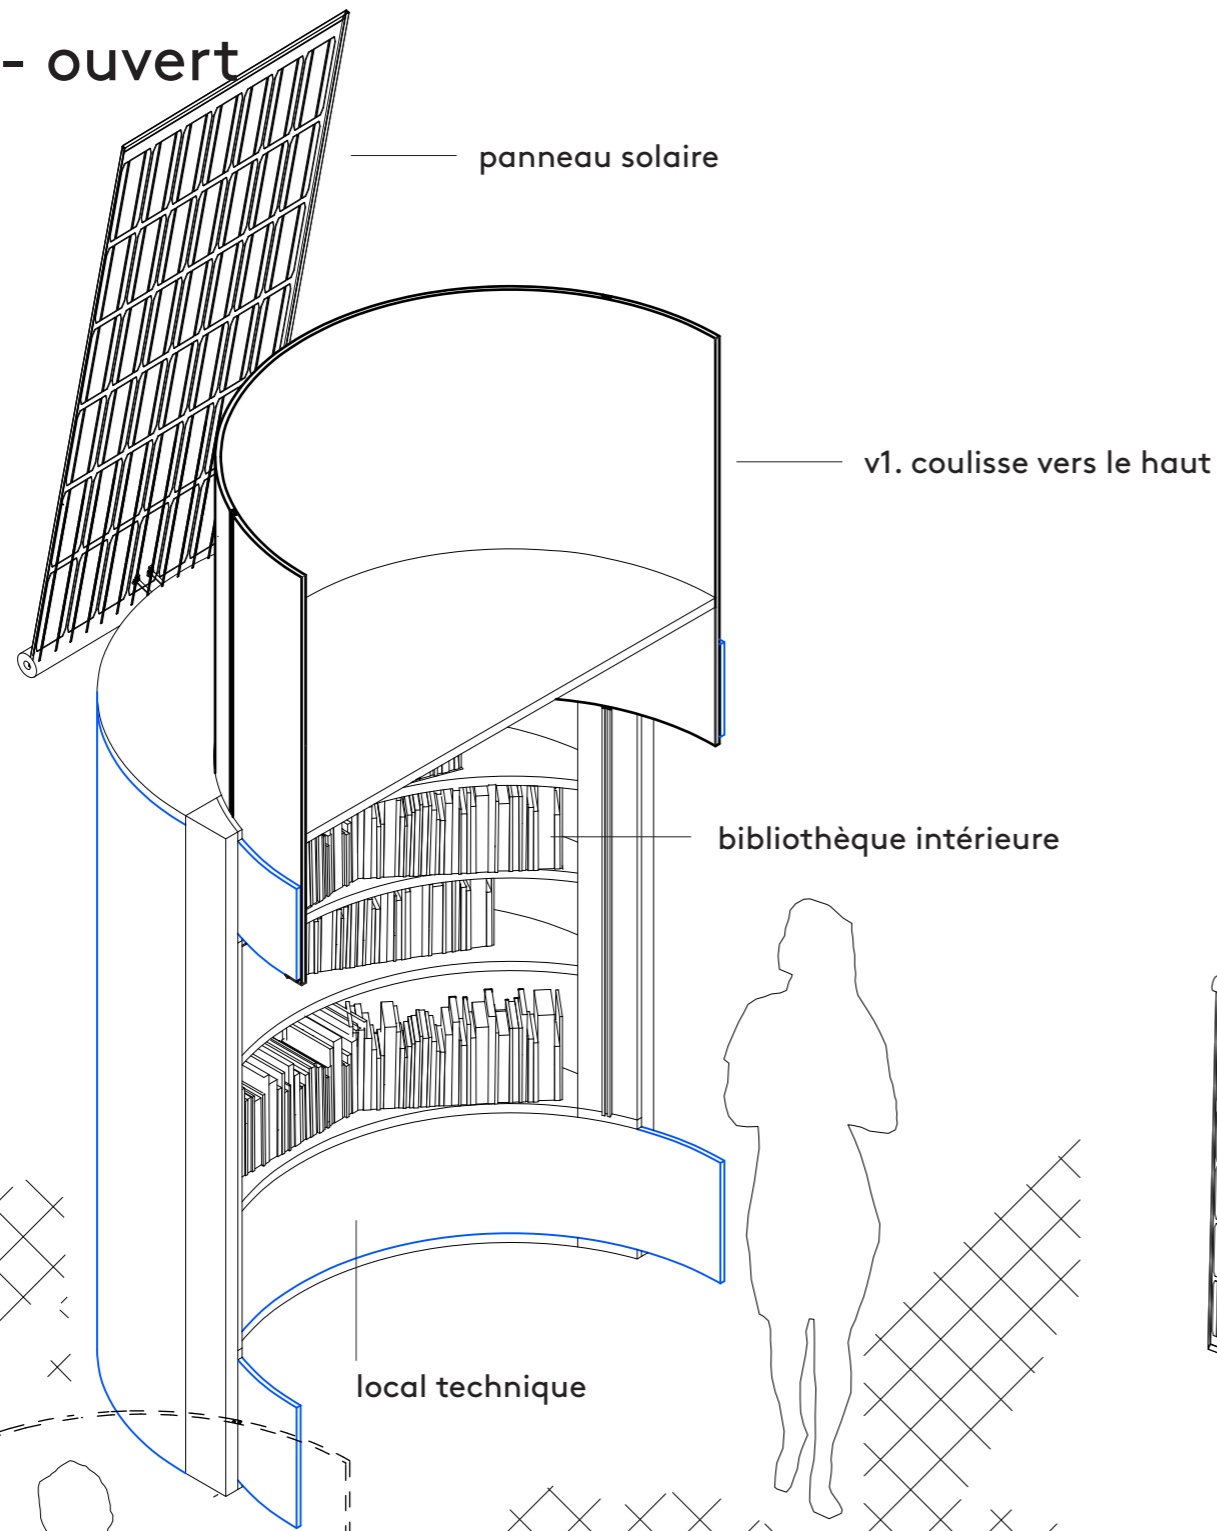 - ouvert
panneau solaire
v1. coulisse vers le haut
bibliothèque intérieure
local technique